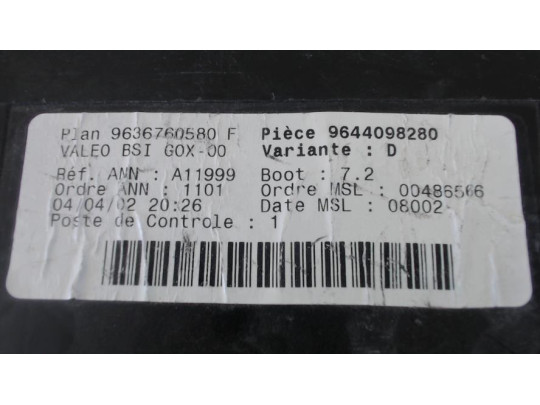 Plan 9636760580 F Pièce 9644098280
VALEO BSI G0X-00 Variante : D
Réf. ANN : A11999 Boot : 7.2
Ordre ANN : 1101 Ordre MSL : 00486566
04/04/02 20:26 Date MSL : 08002-
Poste de Controle : 1